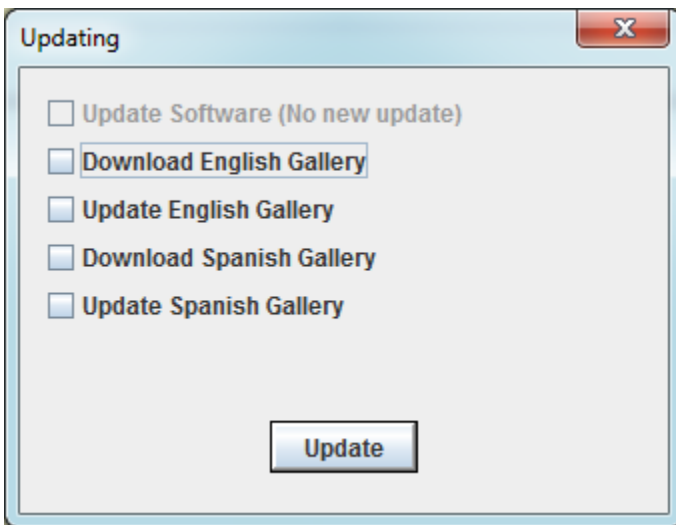 Updating
Update Software (No new update)
Download English Gallery
Update English Gallery
Download Spanish Gallery
Update Spanish Gallery
Update